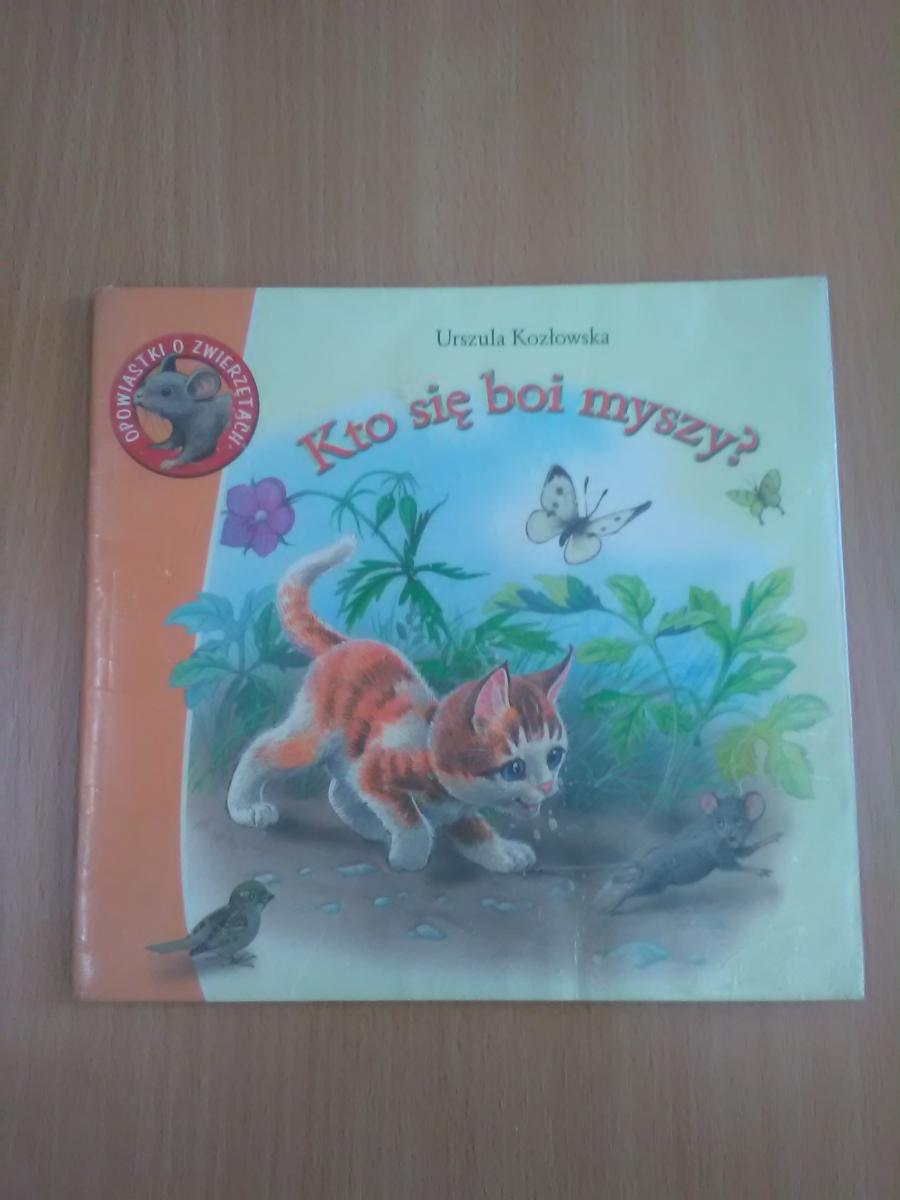 Urszula Kozłowska
Kto się boi myszy?
OPOWIASTKI O ZWIERZĘTACH